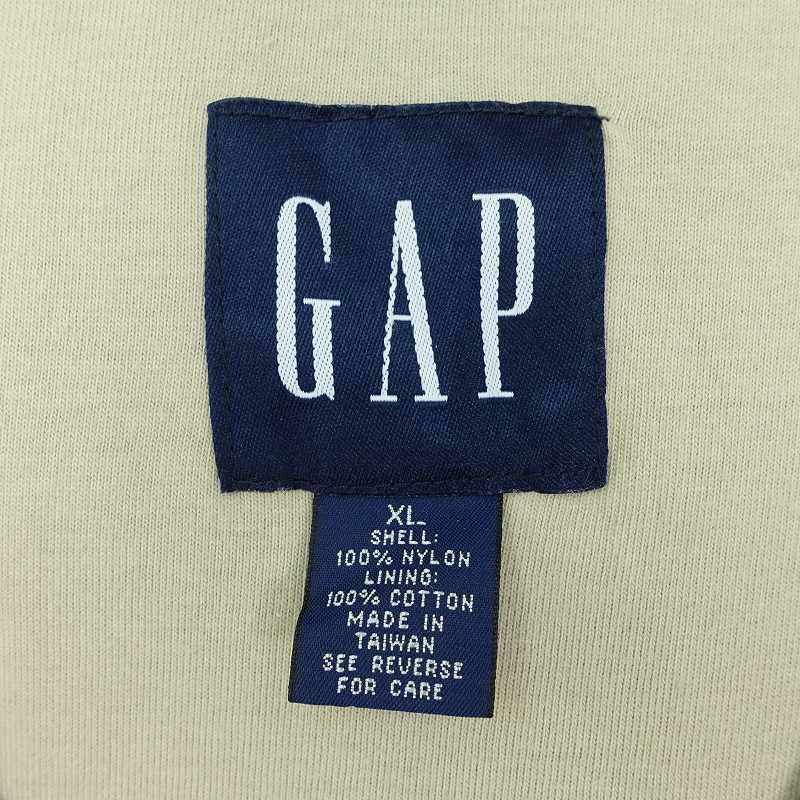 GAP
XL
SHELL:
100% NYLON
LINING:
100% COTTON
MADE IN
TAIWAN
SEE REVERSE
FOR CARE